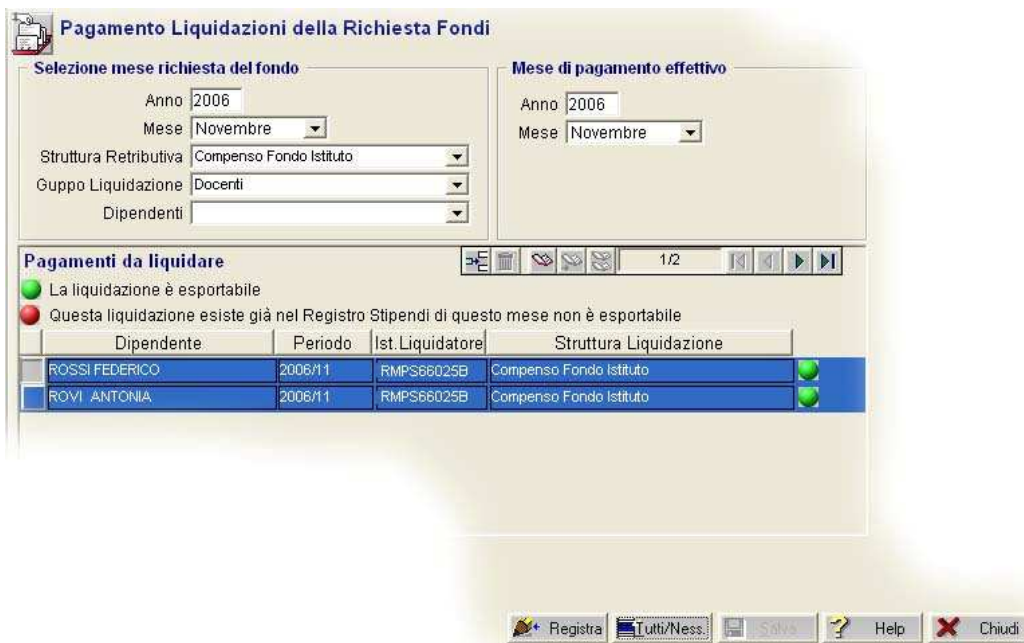 Pagamento Liquidazioni della Richiesta Fondi
Selezione mese richiesta del fondo
Anno 2006
Mese Novembre
Struttura Retributiva Compenso Fondo Istituto
Guppo Liquidazione Docenti
Dipendenti
Mese di pagamento effettivo
Anno 2006
Mese Novembre
Pagamenti da liquidare 1/2
La liquidazione è esportabile
Questa liquidazione esiste già nel Registro Stipendi di questo mese non è esportabile
Dipendente Periodo Ist.Liquidatore Struttura Liquidazione
ROSSI FEDERICO 2006/11 RMPS66025B Compenso Fondo Istituto
ROVI ANTONIA 2006/11 RMPS66025B Compenso Fondo Istituto
Registra Tutti/Ness. Salva Help Chiudi